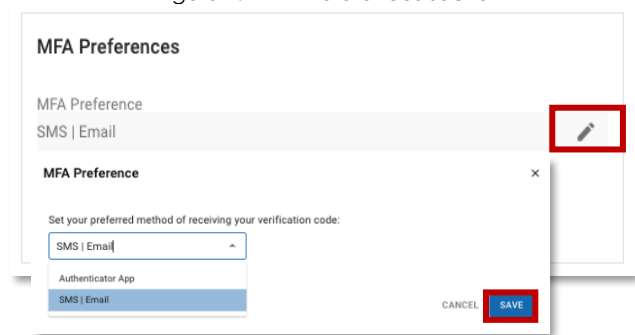 MFA Preferences
MFA Preference
SMS | Email
MFA Preference
×
Set your preferred method of receiving your verification code:
SMS | Email
Authenticator App
SMS | Email
CANCEL SAVE